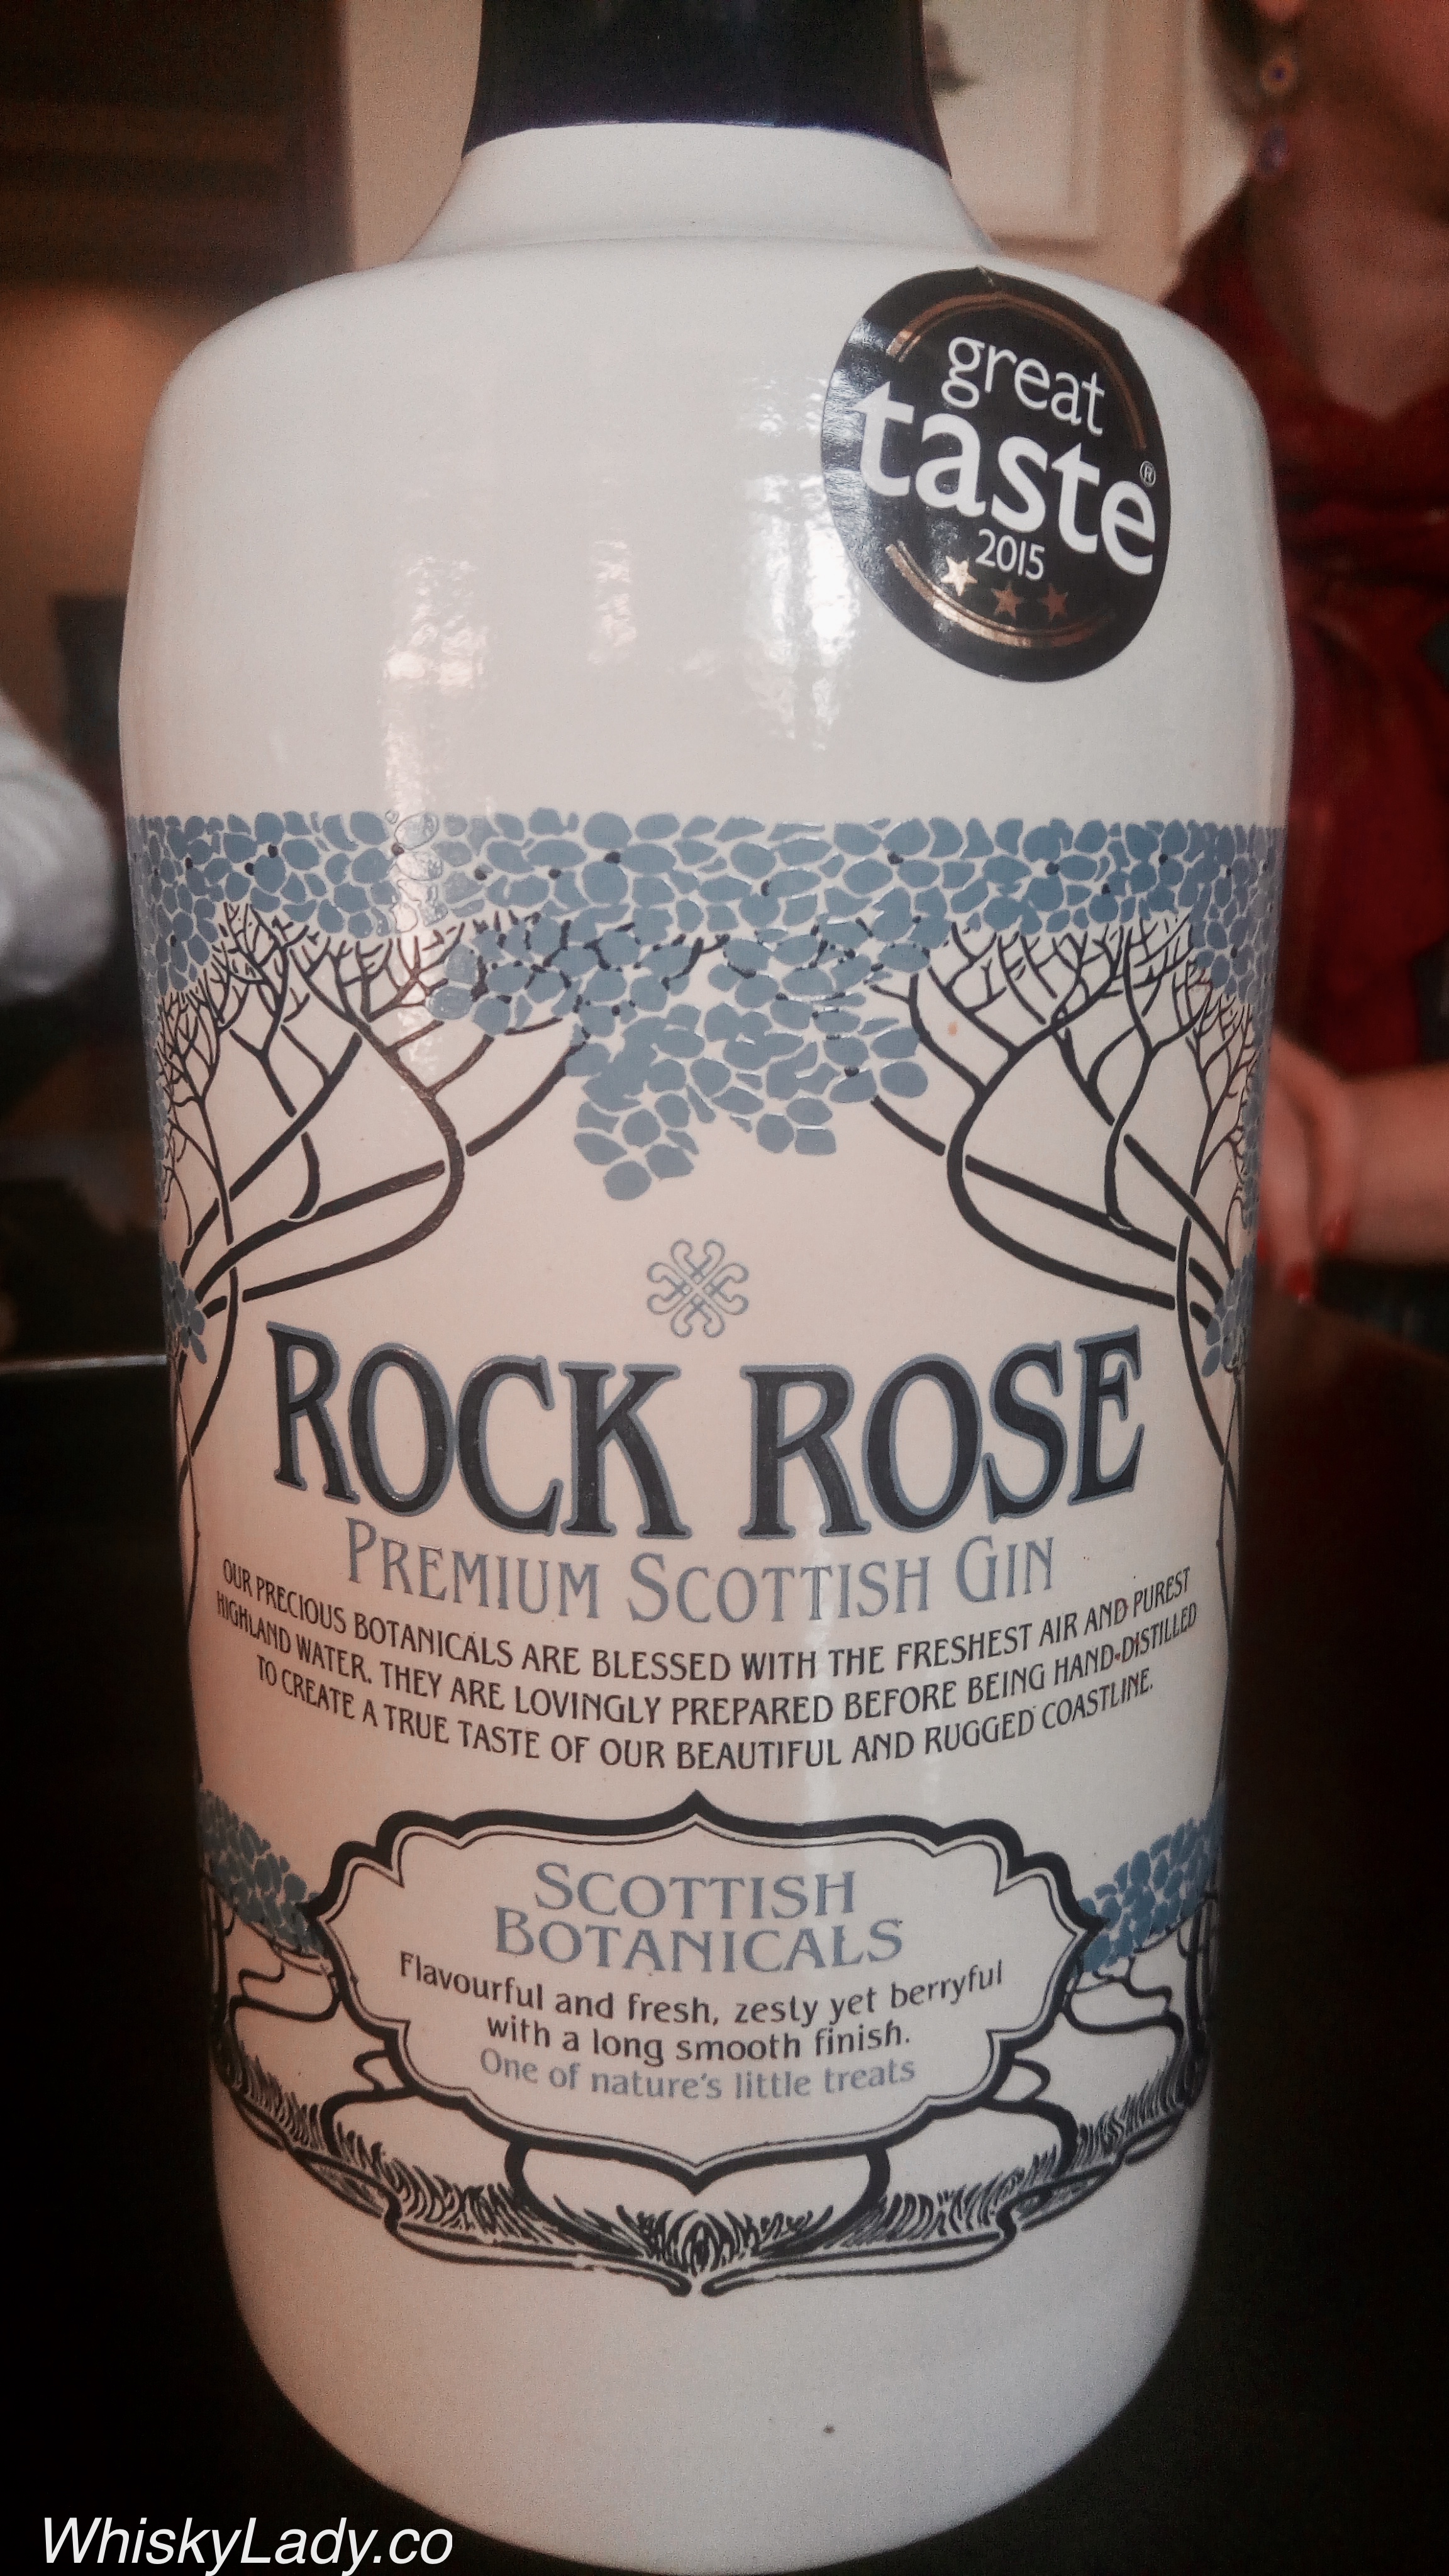 great
taste®
2015
ROCK ROSE
PREMIUM SCOTTISH GIN
OUR PRECIOUS BOTANICALS ARE BLESSED WITH THE FRESHEST AIR AND PUREST
HIGHLAND WATER. THEY ARE LOVINGLY PREPARED BEFORE BEING HAND-DISTILLED
TO CREATE A TRUE TASTE OF OUR BEAUTIFUL AND RUGGED COASTLINE.
SCOTTISH
BOTANICALS
Flavourful and fresh, zesty yet berryful
with a long smooth finish.
One of nature's little treats
WhiskyLady.co